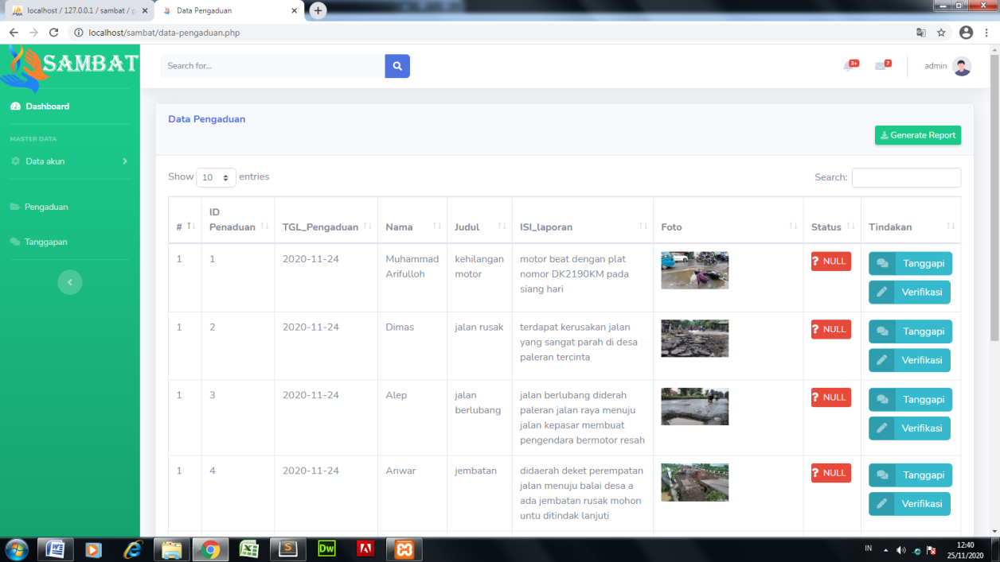 localhost / 127.0.0.1 / sambat / p
Data Pengaduan
localhost/sambat/data-pengaduan.php
SAMBAT
Search for...
3+
7
admin
Dashboard
Data Pengaduan
MASTER DATA
Generate Report
Data akun
Show 10 entries
Search:
Pengaduan
# ID Penaduan TGL_Pengaduan Nama Judul ISI_laporan Foto Status Tindakan
Tanggapan
1 1 2020-11-24 Muhammad kehilangan motor beat dengan plat ? NULL Tanggapi
Arifulloh motor nomor DK2190KM pada
siang hari Verifikasi
1 2 2020-11-24 Dimas jalan rusak terdapat kerusakan jalan ? NULL Tanggapi
yang sangat parah di desa
paleran tercinta Verifikasi
1 3 2020-11-24 Alep jalan jalan berlubang diderah ? NULL Tanggapi
berlubang paleran jalan raya menuju
jalan kepasar membuat Verifikasi
pengendara bermotor resah
1 4 2020-11-24 Anwar jembatan didaerah deket perempatan ? NULL Tanggapi
jalan menuju balai desa a
ada jembatan rusak mohon Verifikasi
untu ditindak lanjuti
IN
12:40
25/11/2020